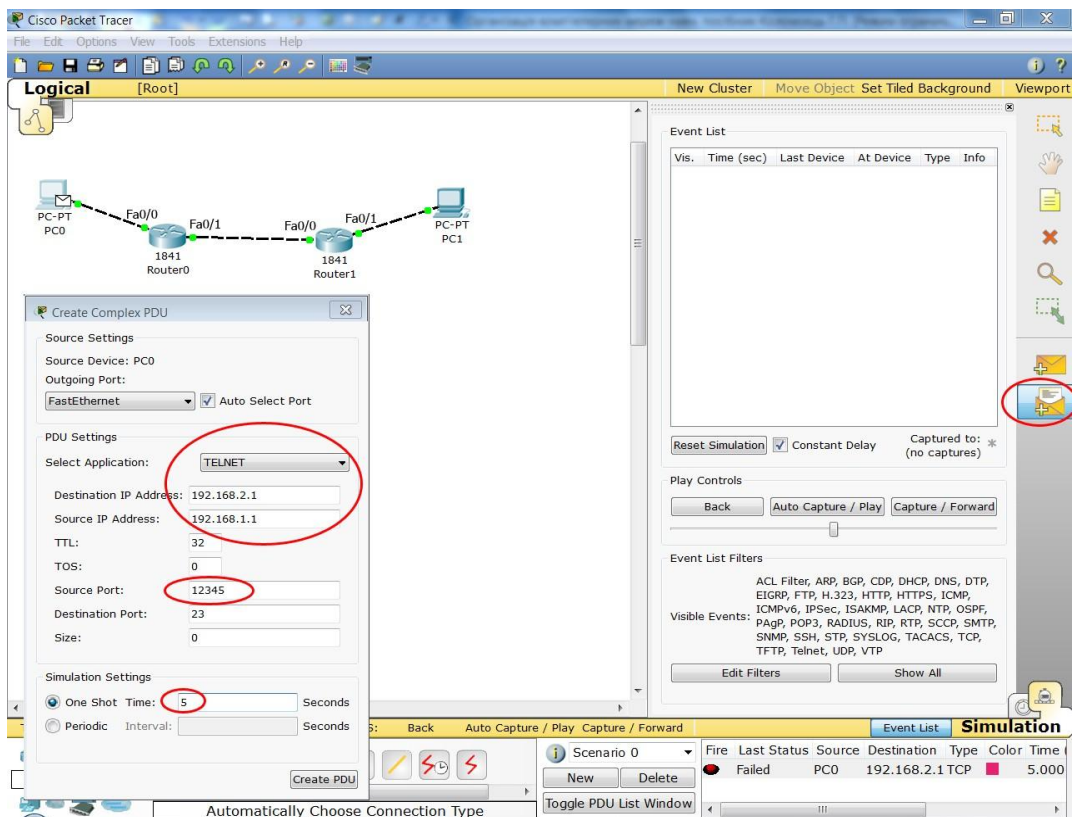 Cisco Packet Tracer
File Edit Options View Tools Extensions Help
Logical [Root] New Cluster Move Object Set Tiled Background Viewport
PC-PT
PC0
Fa0/0
Fa0/1
1841
Router0
Fa0/0
Fa0/1
1841
Router1
PC-PT
PC1
Create Complex PDU
Source Settings
Source Device: PC0
Outgoing Port:
FastEthernet Auto Select Port
PDU Settings
Select Application: TELNET
Destination IP Address: 192.168.2.1
Source IP Address: 192.168.1.1
TTL: 32
TOS: 0
Source Port: 12345
Destination Port: 23
Size: 0
Simulation Settings
One Shot Time: 5 Seconds
Periodic Interval: Seconds
Create PDU
Event List
Vis. Time (sec) Last Device At Device Type Info
Reset Simulation Constant Delay Captured to: *
(no captures)
Play Controls
Back Auto Capture / Play Capture / Forward
Event List Filters
Visible Events: ACL Filter, ARP, BGP, CDP, DHCP, DNS, DTP,
EIGRP, FTP, H.323, HTTP, HTTPS, ICMP,
ICMPv6, IPSec, ISAKMP, LACP, NTP, OSPF,
PAgP, POP3, RADIUS, RIP, RTP, SCCP, SMTP,
SNMP, SSH, STP, SYSLOG, TACACS, TCP,
TFTP, Telnet, UDP, VTP
Edit Filters Show All
Back Auto Capture / Play Capture / Forward Event List Simulation
Scenario 0
New Delete
Toggle PDU List Window
Fire Last Status Source Destination Type Color Time (
Failed PC0 192.168.2.1 TCP 5.000
Automatically Choose Connection Type